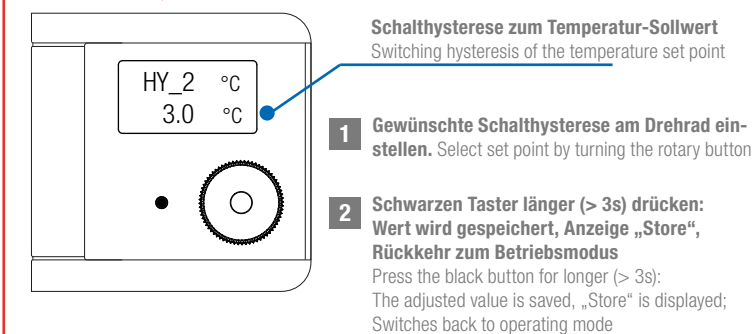 Schalthysterese zum Temperatur-Sollwert
Switching hysteresis of the temperature set point
HY_2 °C
3.0 °C
1 Gewünschte Schalthysterese am Drehrad ein-
stellen. Select set point by turning the rotary button
2 Schwarzen Taster länger (> 3s) drücken:
Wert wird gespeichert, Anzeige „Store“,
Rückkehr zum Betriebsmodus
Press the black button for longer (> 3s):
The adjusted value is saved, „Store“ is displayed;
Switches back to operating mode